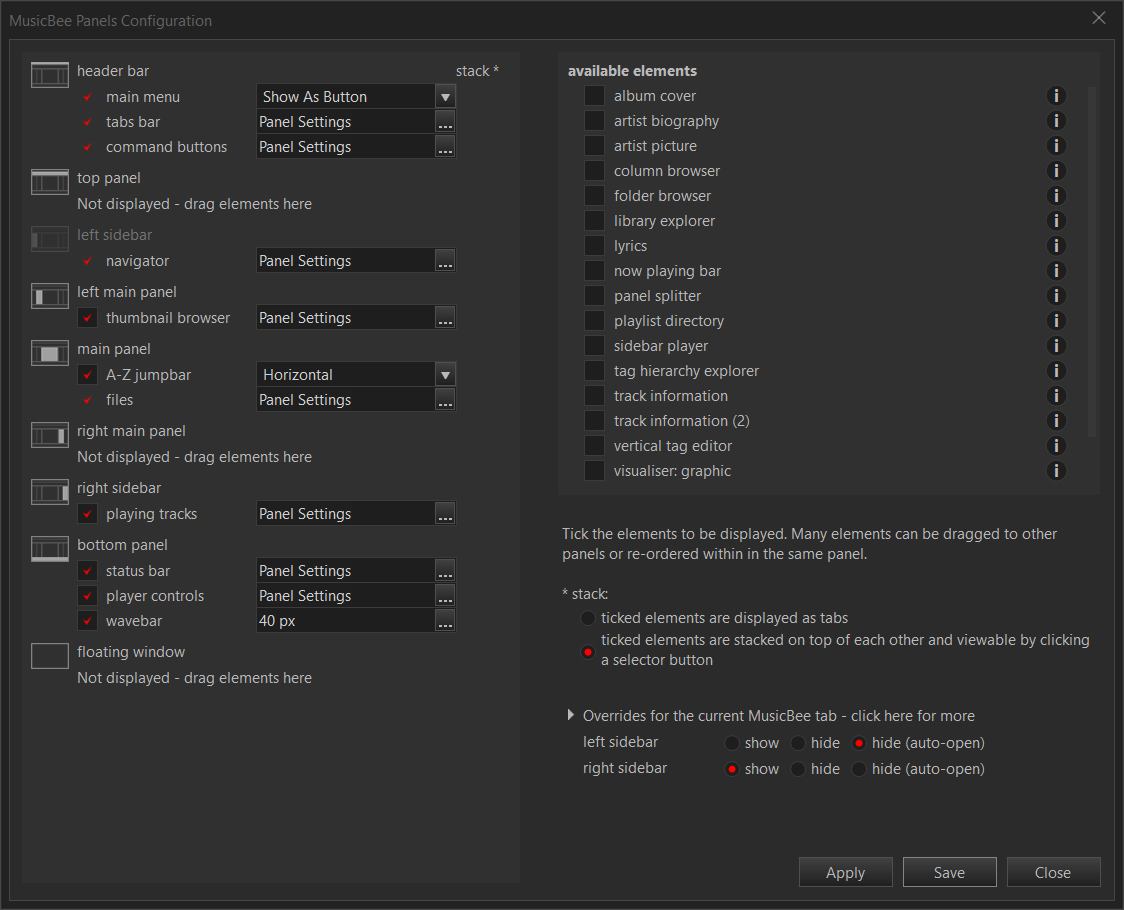 MusicBee Panels Configuration
header bar
stack *
main menu
Show As Button
tabs bar
Panel Settings
...
command buttons
Panel Settings
...
top panel
Not displayed - drag elements here
left sidebar
navigator
Panel Settings
...
left main panel
thumbnail browser
Panel Settings
...
main panel
A-Z jumpbar
Horizontal
files
Panel Settings
...
right main panel
Not displayed - drag elements here
right sidebar
playing tracks
Panel Settings
...
bottom panel
status bar
Panel Settings
...
player controls
Panel Settings
...
wavebar
40 px
...
floating window
Not displayed - drag elements here
available elements
album cover
artist biography
artist picture
column browser
folder browser
library explorer
lyrics
now playing bar
panel splitter
playlist directory
sidebar player
tag hierarchy explorer
track information
track information (2)
vertical tag editor
visualiser: graphic
Tick the elements to be displayed. Many elements can be dragged to other
panels or re-ordered within in the same panel.
* stack:
ticked elements are displayed as tabs
ticked elements are stacked on top of each other and viewable by clicking
a selector button
Overrides for the current MusicBee tab - click here for more
left sidebar show hide hide (auto-open)
right sidebar show hide hide (auto-open)
Apply
Save
Close